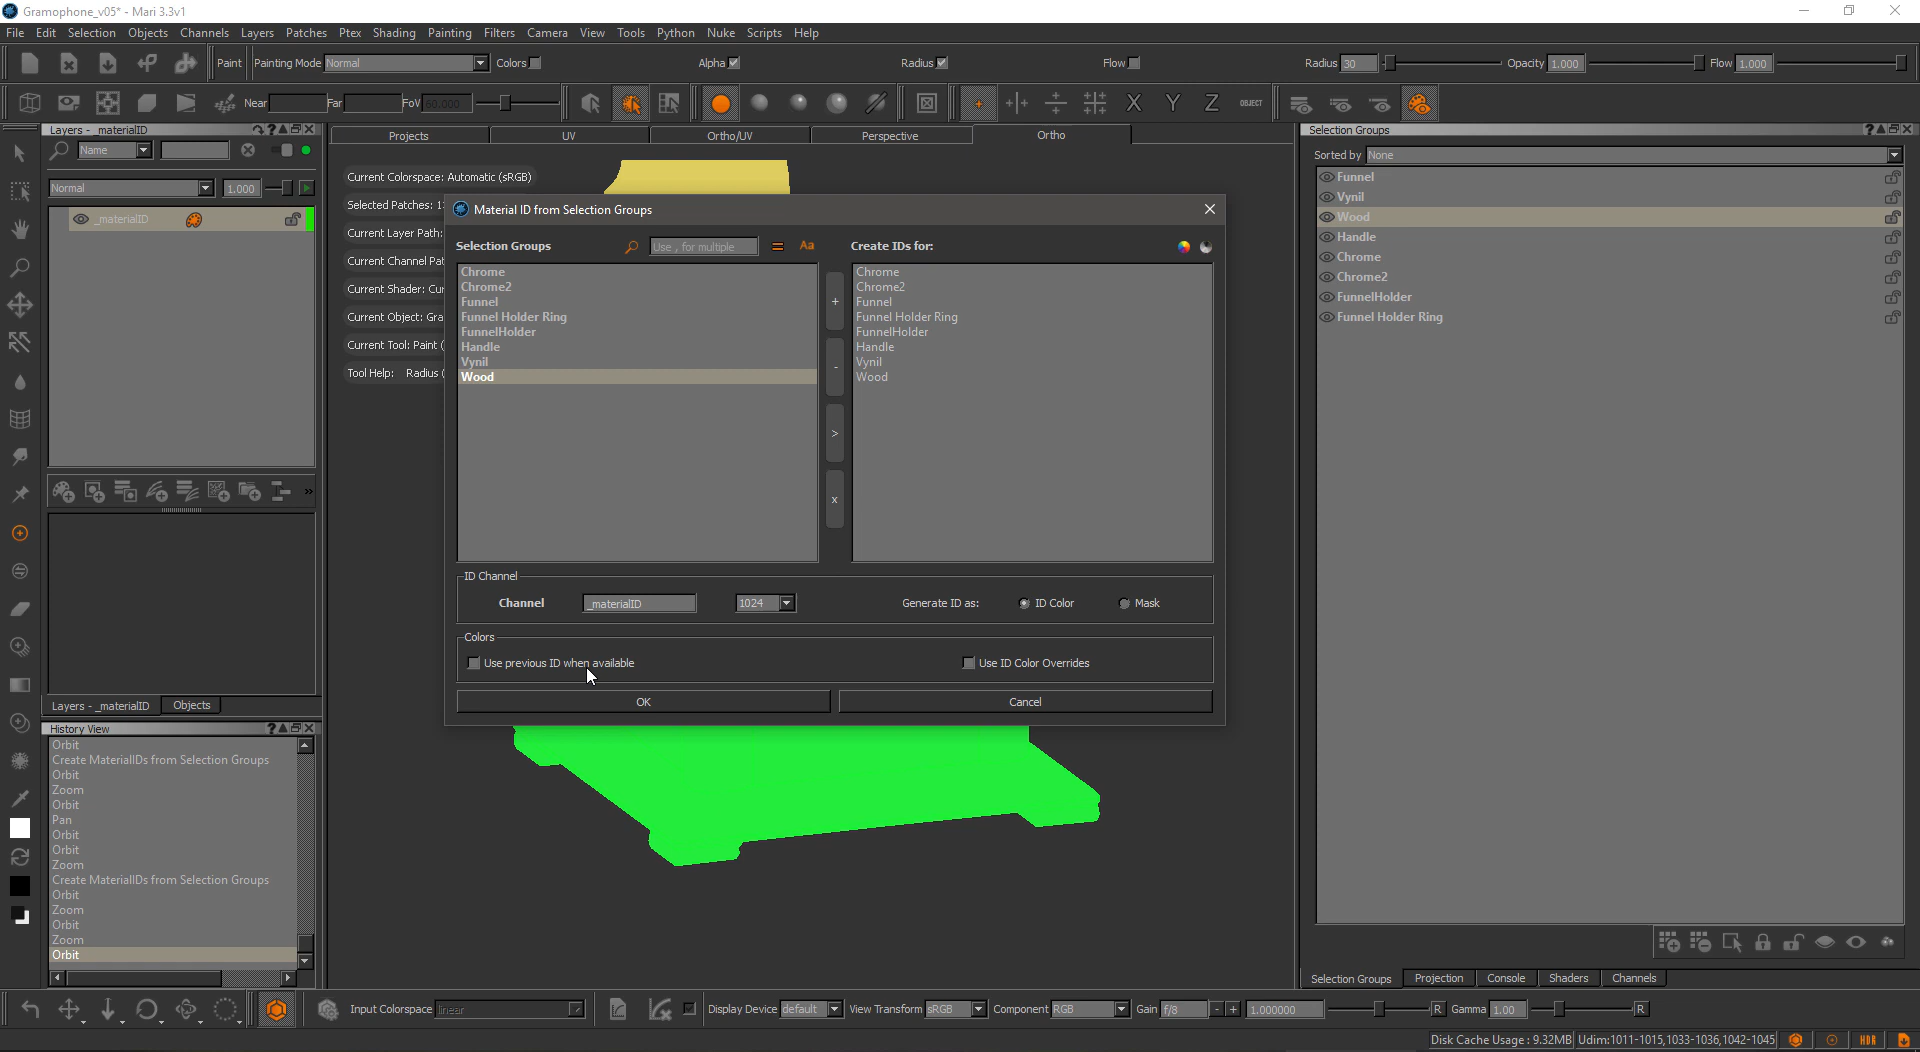 Gramophone_v05* - Mari 3.3v1
File Edit Selection Objects Channels Layers Patches Ptex Shading Painting Filters Camera View Tools Python Nuke Scripts Help
Paint Painting Mode Normal Colors Alpha Radius Flow Radius 30 Opacity 1.000 Flow 1.000
Near Far FoV 60.000 X Y Z OBJECT
Layers - _materialID
Name
Normal 1.000
_materialID
Layers - _materialID Objects
History View
Orbit
Create MaterialIDs from Selection Groups
Orbit
Zoom
Orbit
Pan
Orbit
Orbit
Zoom
Create MaterialIDs from Selection Groups
Orbit
Zoom
Orbit
Zoom
Orbit
Projects UV Ortho/UV Perspective Ortho
Current Colorspace: Automatic (sRGB)
Selected Patches:
Current Layer Path:
Current Channel
Current Shader:
Current Object:
Current Tool: Paint (
Tool Help: Radius (
Material ID from Selection Groups
Selection Groups Use , for multiple = Aa
Chrome
Chrome2
Funnel
Funnel Holder Ring
FunnelHolder
Handle
Vynil
Wood
+
-
>
x
Create IDs for:
Chrome
Chrome2
Funnel
Funnel Holder Ring
FunnelHolder
Handle
Vynil
Wood
ID Channel
Channel _materialID 1024 Generate ID as: ID Color Mask
Colors
Use previous ID when available Use ID Color Overrides
OK Cancel
Selection Groups
Sorted by None
Funnel
Vynil
Wood
Handle
Chrome
Chrome2
FunnelHolder
Funnel Holder Ring
Selection Groups Projection Console Shaders Channels
Input Colorspace linear Display Device default View Transform sRGB Component RGB Gain f/8 - + 1.000000 R Gamma 1.00 R
Disk Cache Usage : 9.32MB Udim:1011-1015,1033-1036,1042-1045 HDR